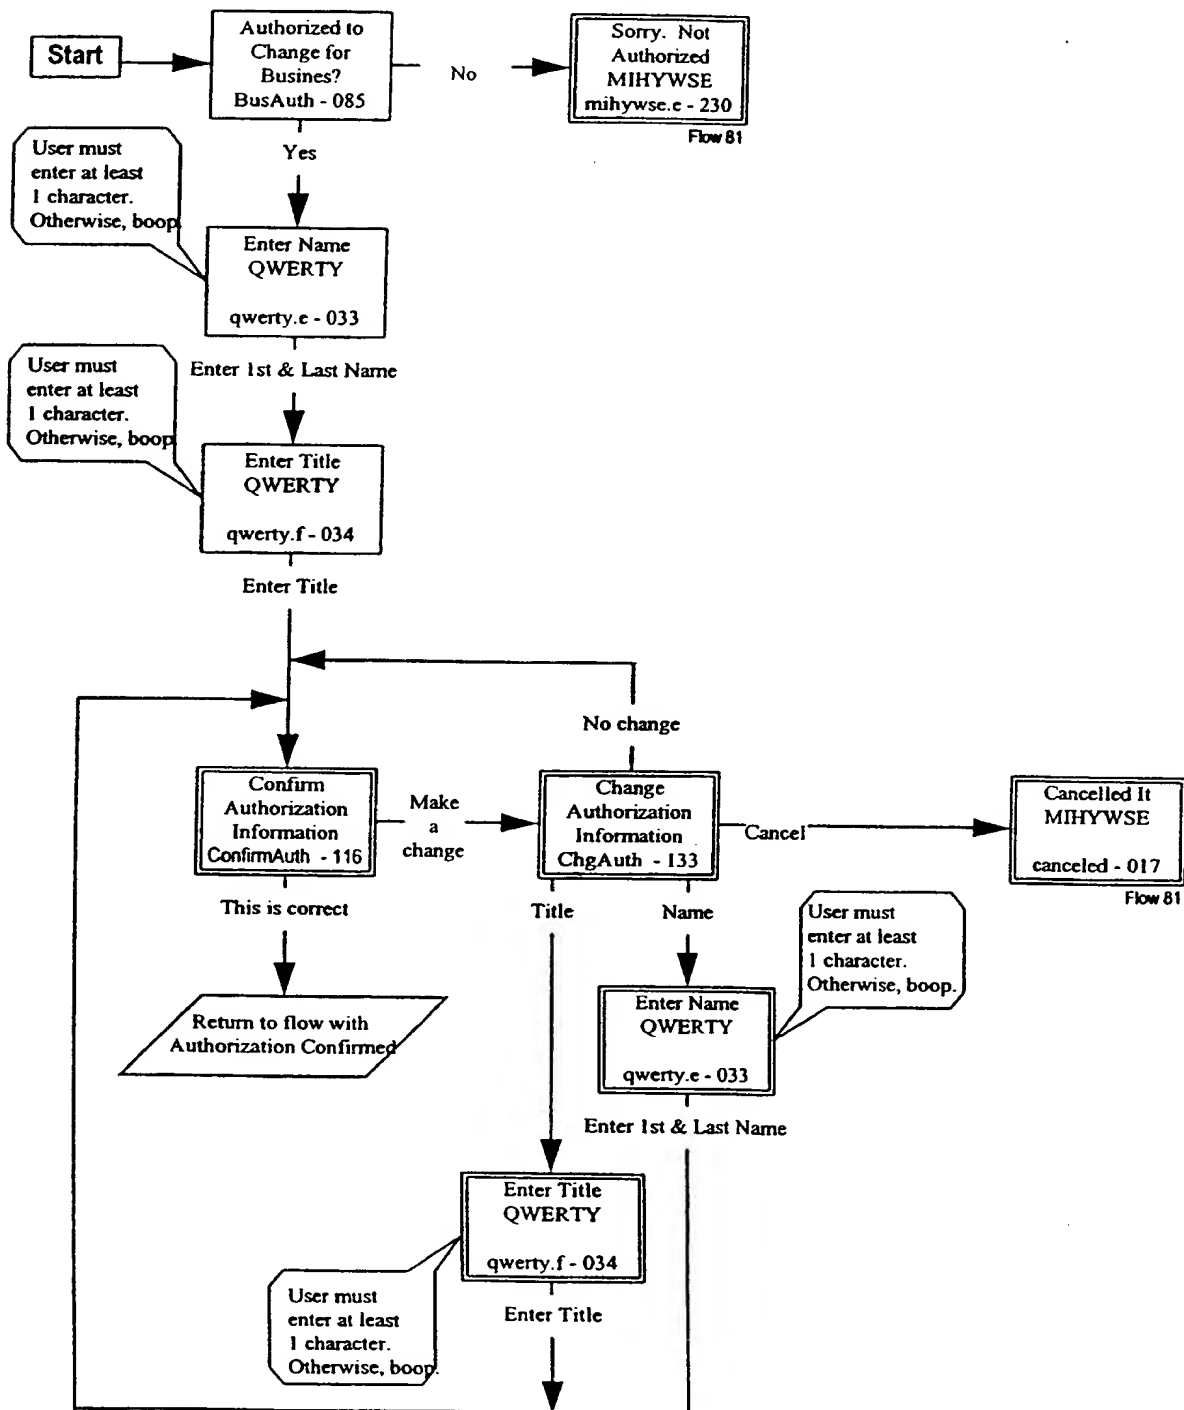 Start
Authorized to
Change for
Busines?
BusAuth - 085
No
Sorry. Not
Authorized
MIHYWSE
mihywse.e - 230
Flow 81
Yes
User must
enter at least
1 character.
Otherwise, boop.
Enter Name
QWERTY
qwerty.e - 033
Enter 1st & Last Name
User must
enter at least
1 character.
Otherwise, boop.
Enter Title
QWERTY
qwerty.f - 034
Enter Title
No change
Confirm
Authorization
Information
ConfirmAuth - 116
Make
a
change
Change
Authorization
Information
ChgAuth - 133
Cancel
Cancelled It
MIHYWSE
canceled - 017
Flow 81
This is correct
Title
Name
User must
enter at least
1 character.
Otherwise, boop.
Return to flow with
Authorization Confirmed
Enter Name
QWERTY
qwerty.e - 033
Enter 1st & Last Name
Enter Title
QWERTY
qwerty.f - 034
User must
enter at least
1 character.
Otherwise, boop.
Enter Title